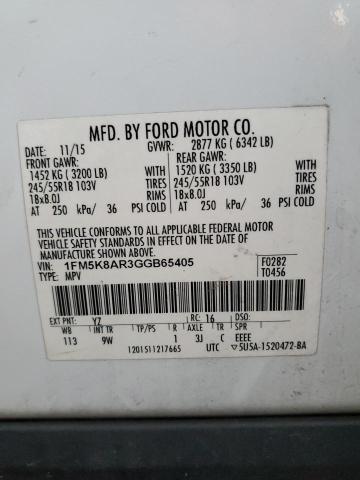 MFD. BY FORD MOTOR CO.
DATE: 11/15 GVWR: 2877 KG ( 6342 LB)
FRONT GAWR: REAR GAWR:
1452 KG ( 3200 LB) 1520 KG ( 3350 LB)
245/55R18 103V TIRES 245/55R18 103V
18x8.0J RIMS 18x8.0J
AT 250 kPa/ 36 PSI COLD AT 250 kPa/ 36 PSI COLD
THIS VEHICLE CONFORMS TO ALL APPLICABLE FEDERAL MOTOR
VEHICLE SAFETY AND THEFT PREVENTION STANDARDS IN EFFECT ON THE DATE OF
MANUFACTURE SHOWN ABOVE.
VIN: 1FM5K8AR3GGB65405 F0282
TYPE: MPV T0456
EXT PNT: YZ RC: 16 DSO:
WB INT TR TP/PS R AXLE TR SPR
113 9W 1 3J C EEEE
1201511217665 UTC ▽5U5A-1520472-BA